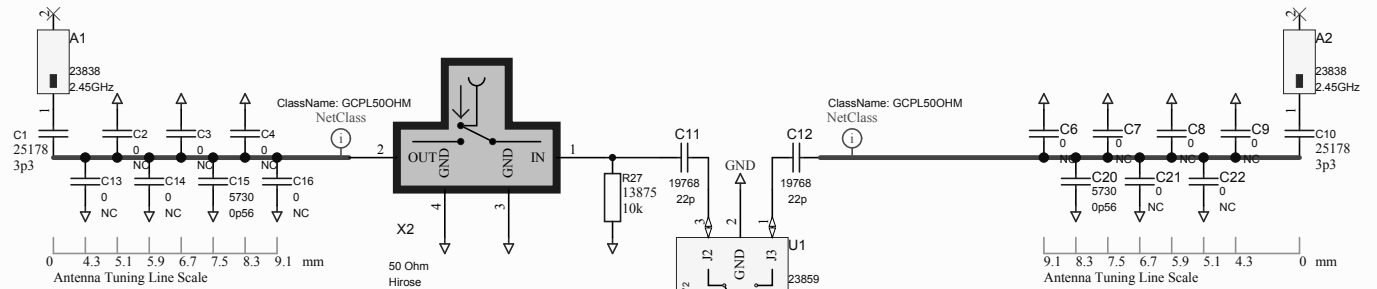 2
A1
23838
2.45GHz
1
C1
25178
3p3
C2
0
NC
C3
0
NC
C4
0
NC
C13
0
NC
C14
0
NC
C15
5730
0p56
C16
0
NC
0 4.3 5.1 5.9 6.7 7.5 8.3 9.1 mm
Antenna Tuning Line Scale
ClassName: GCPL50OHM
NetClass
i
2
OUT
GND
GND
IN
1
4
3
X2
50 Ohm
Hirose
R27
13875
10k
C11
19768
22p
C12
19768
22p
GND
3
2
1
J2
GND
J3
U1
23859
ClassName: GCPL50OHM
NetClass
i
C6
0
NC
C7
0
NC
C8
0
NC
C9
0
NC
C20
5730
0p56
C21
0
NC
C22
0
NC
2
A2
23838
2.45GHz
1
C10
25178
3p3
9.1 8.3 7.5 6.7 5.9 5.1 4.3 0 mm
Antenna Tuning Line Scale